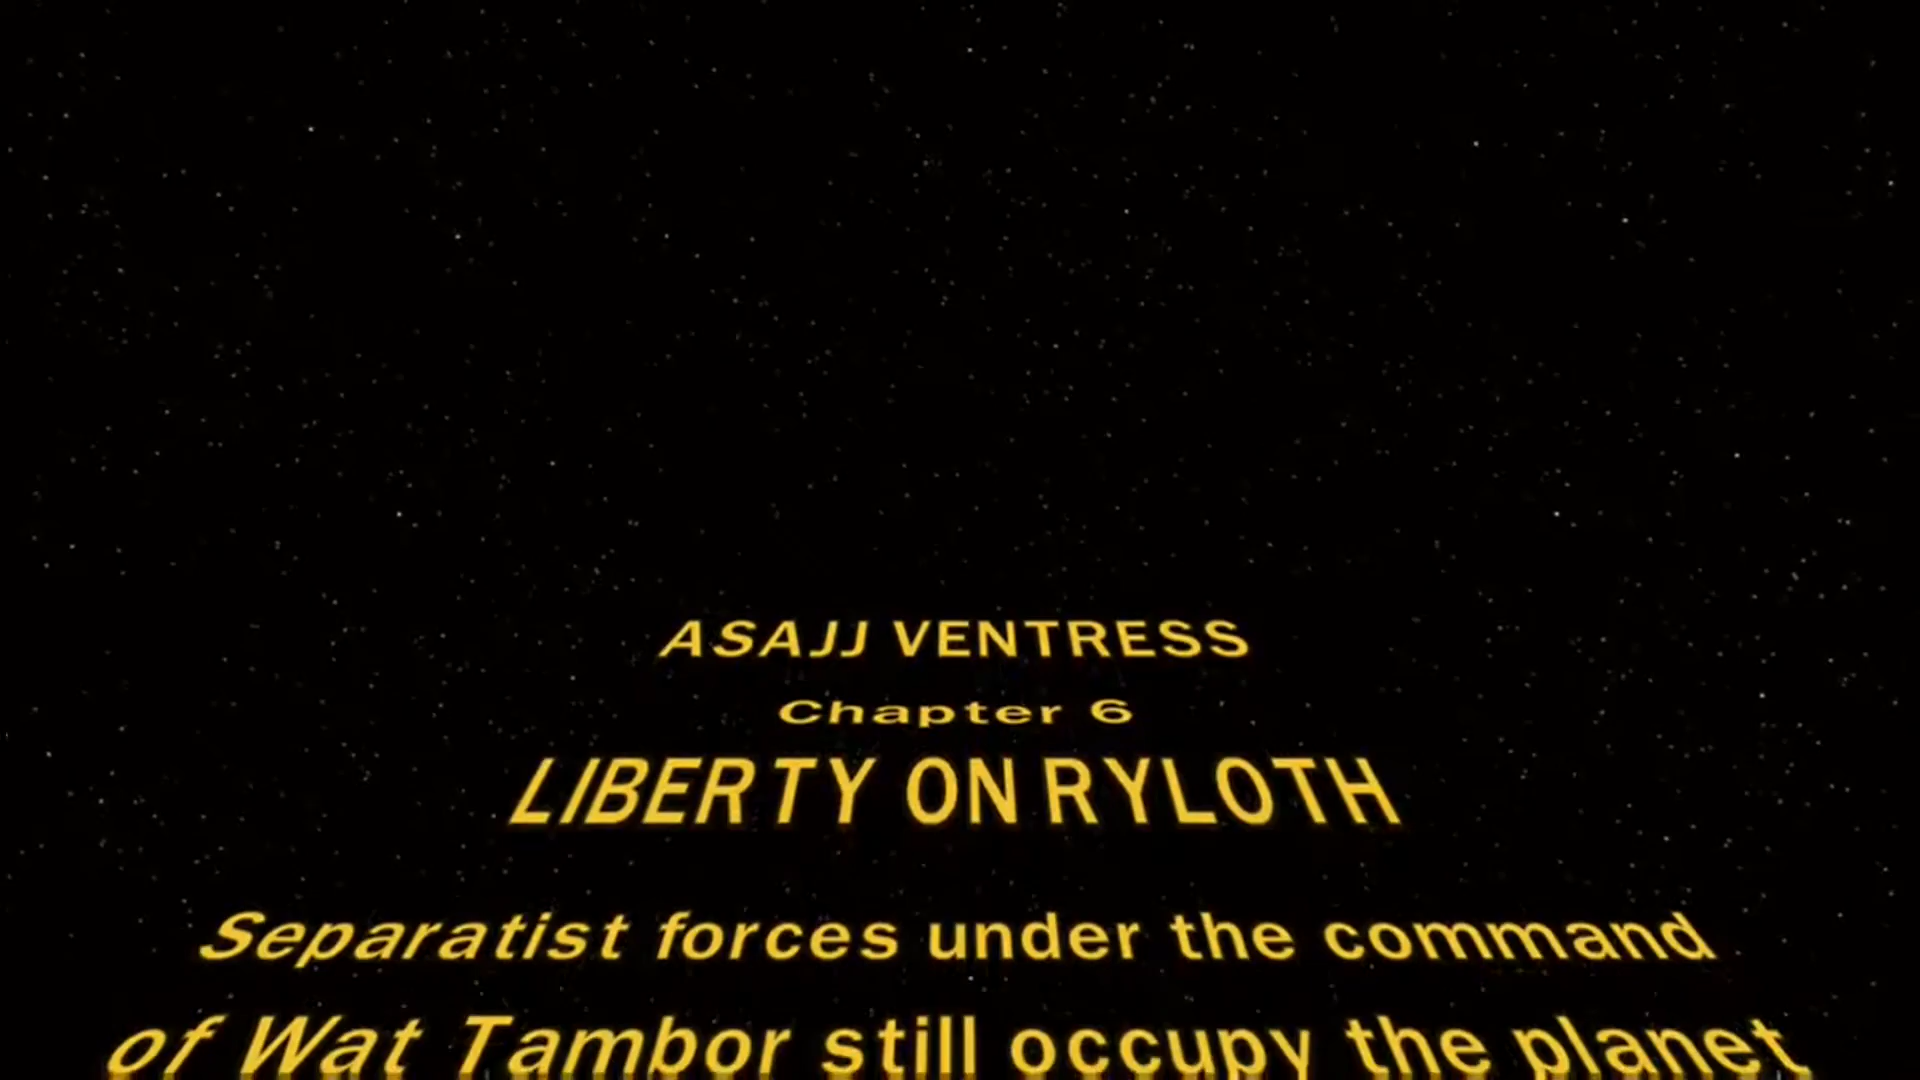 ASAJJ VENTRESS
Chapter 6
LIBERTY ON RYLOTH
Separatist forces under the command
of Wat Tambor still occupy the planet